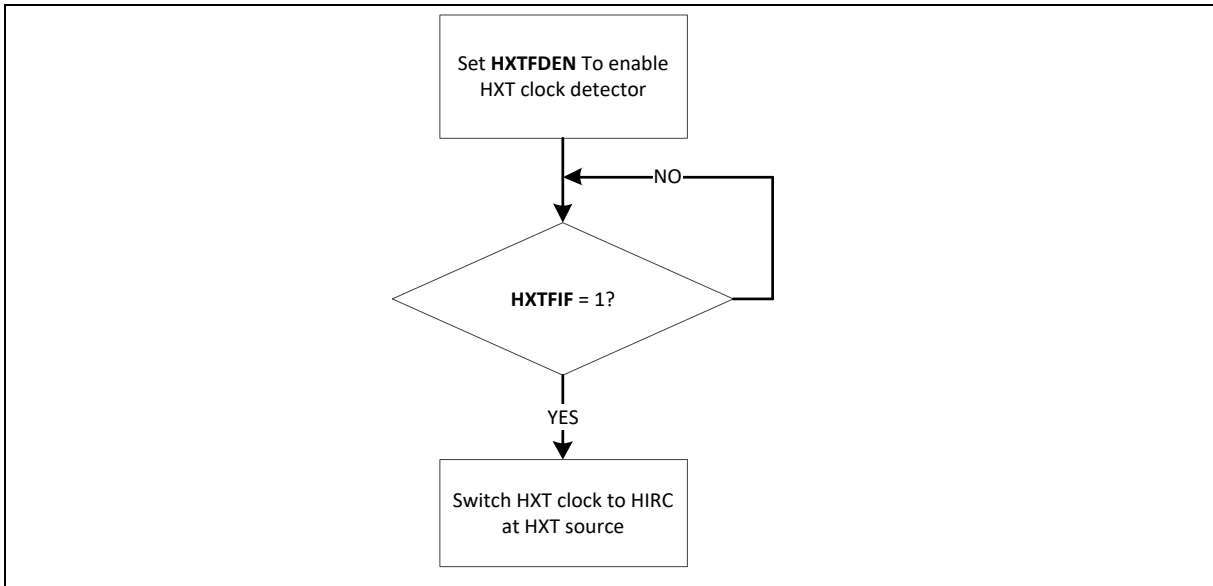 Set HXTFDEN To enable
HXT clock detector
NO
HXTFIF = 1?
YES
Switch HXT clock to HIRC
at HXT source